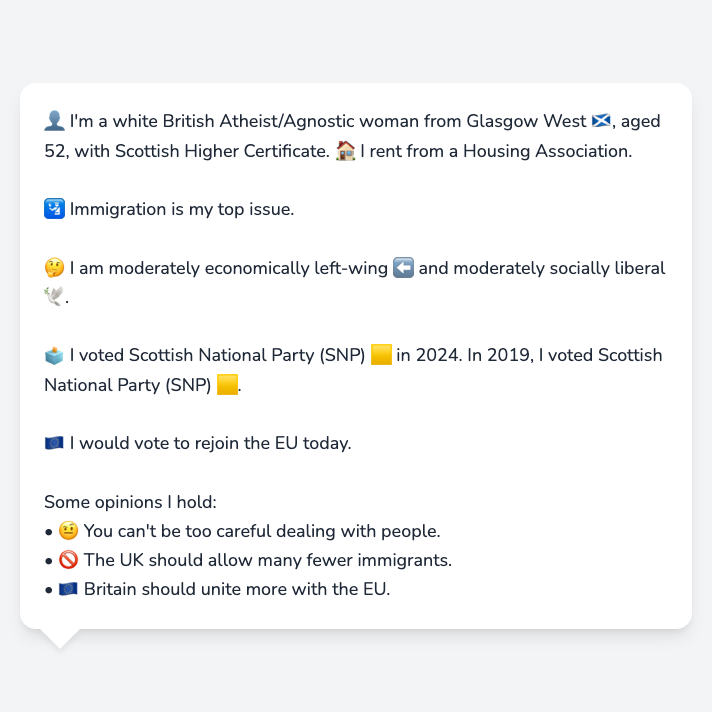 👤 I'm a white British Atheist/Agnostic woman from Glasgow West 🏴󠁧󠁢󠁳󠁣󠁴󠁿, aged
52, with Scottish Higher Certificate. 🏠 I rent from a Housing Association.
🛂 Immigration is my top issue.
🤔 I am moderately economically left-wing ⬅️ and moderately socially liberal
🕊️.
🗳️ I voted Scottish National Party (SNP) 🟨 in 2024. In 2019, I voted Scottish
National Party (SNP) 🟨.
🇪🇺 I would vote to rejoin the EU today.
Some opinions I hold:
• 🤨 You can't be too careful dealing with people.
• 🚫 The UK should allow many fewer immigrants.
• 🇪🇺 Britain should unite more with the EU.